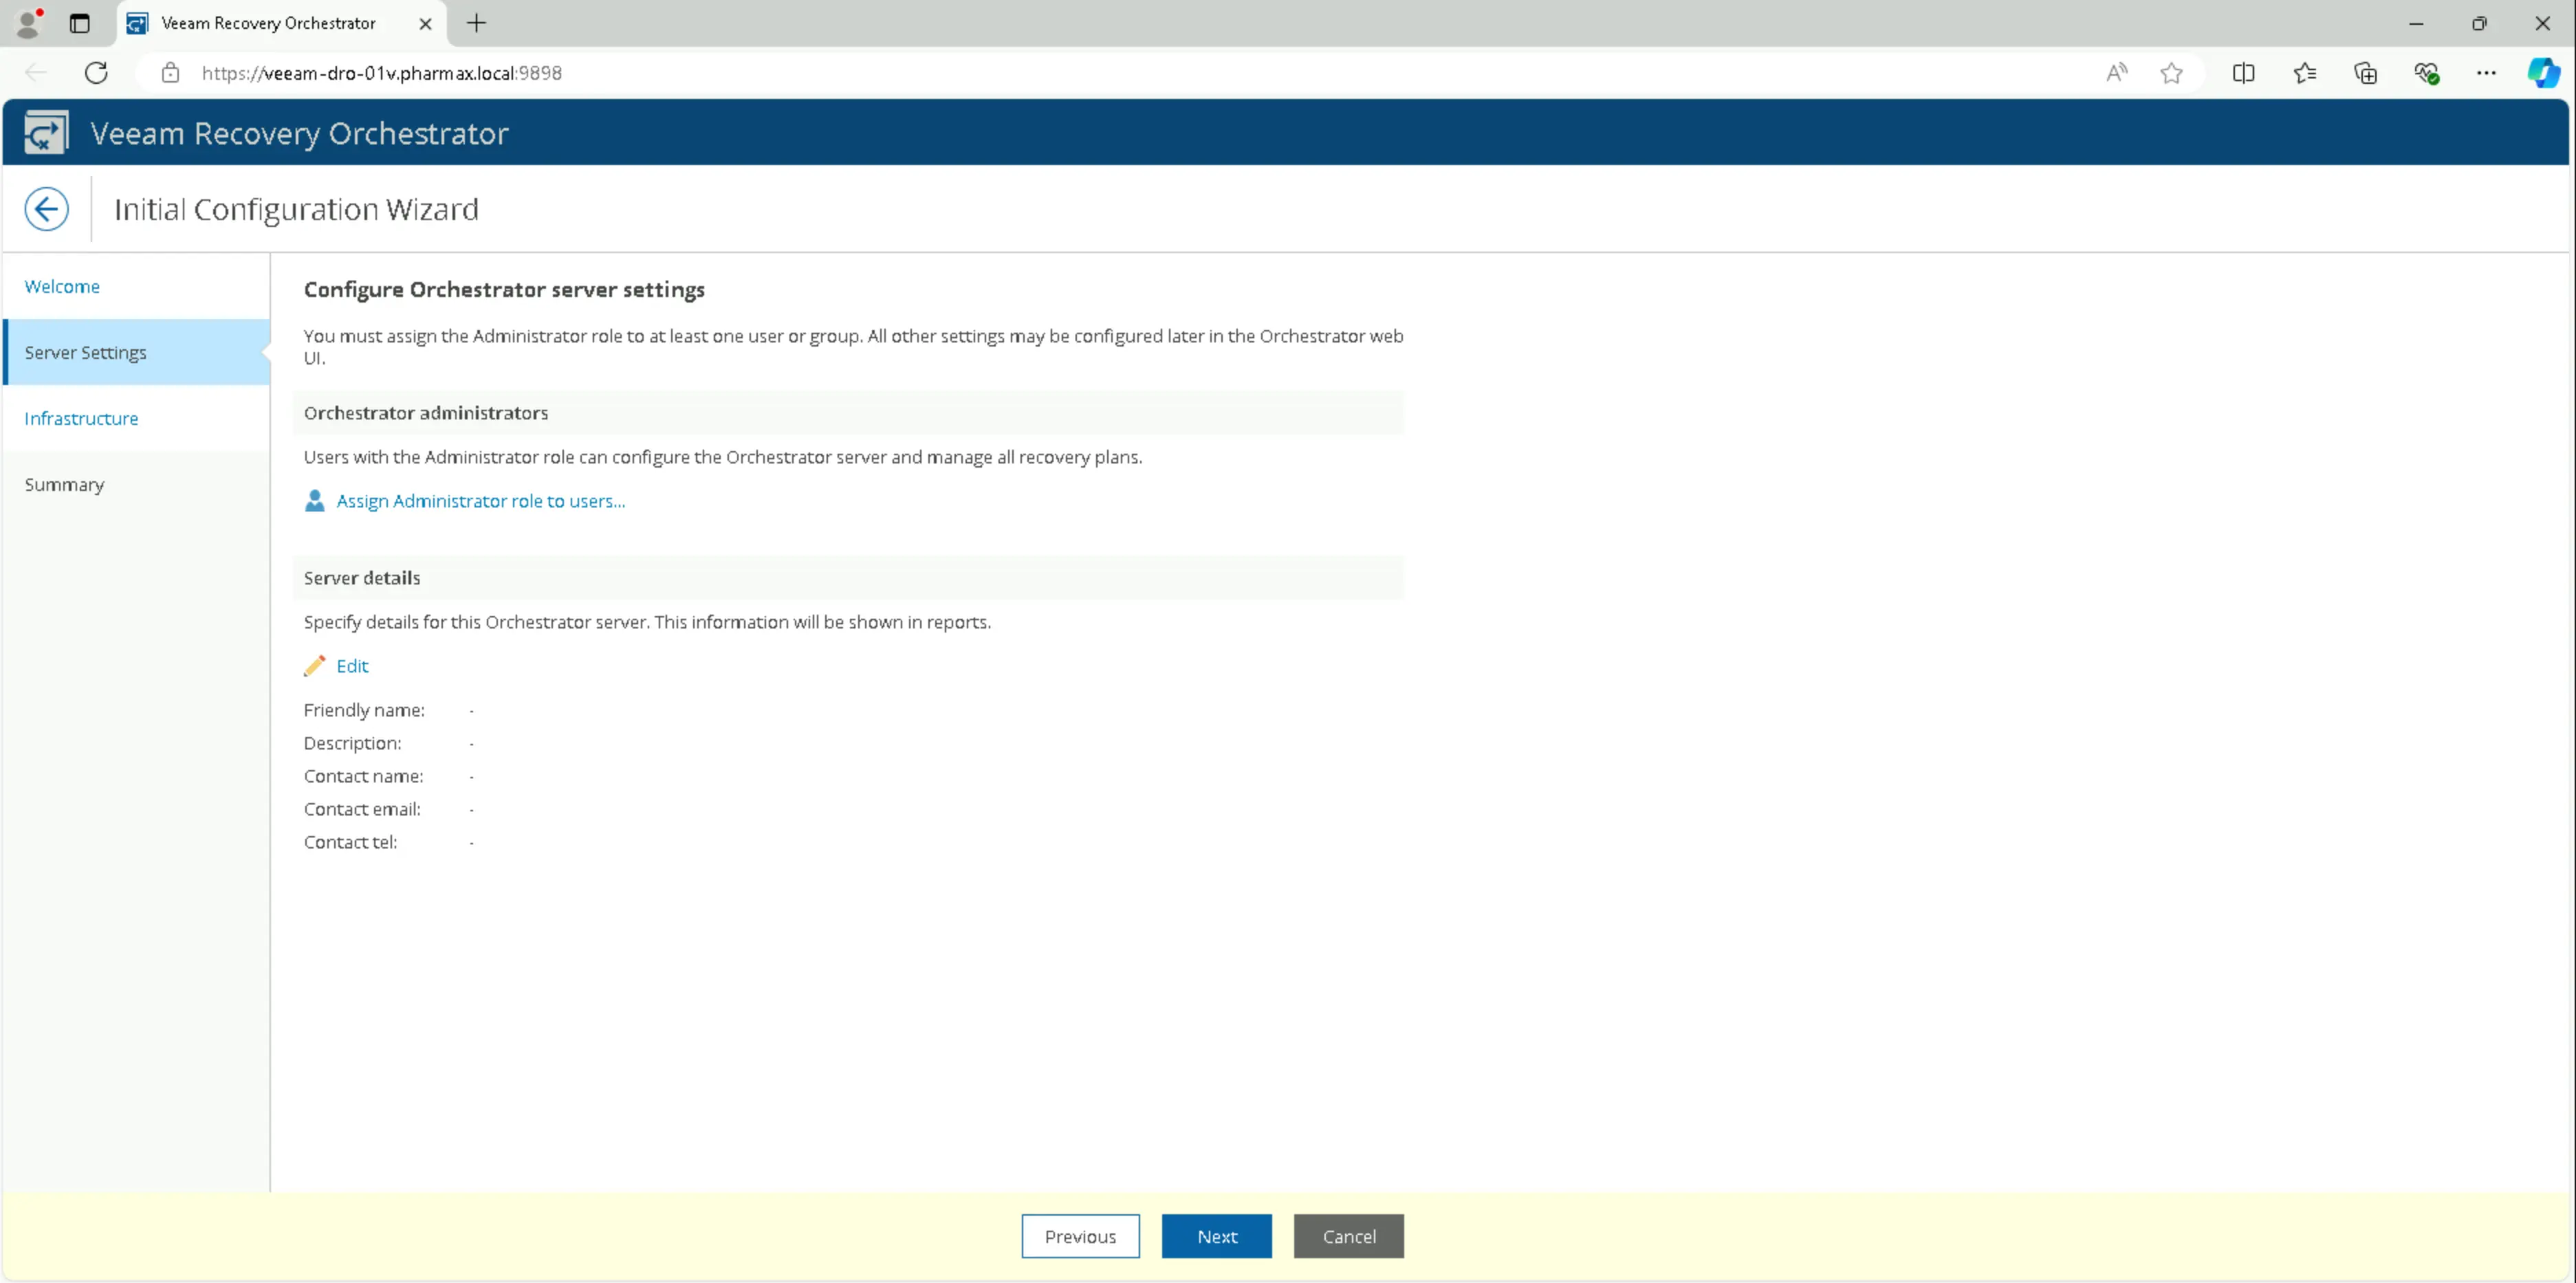 Veeam Recovery Orchestrator
https://veeam-dro-01v.pharmax.local:9898
Veeam Recovery Orchestrator
Initial Configuration Wizard
Welcome
Server Settings
Infrastructure
Summary
Configure Orchestrator server settings
You must assign the Administrator role to at least one user or group. All other settings may be configured later in the Orchestrator web
UI.
Orchestrator administrators
Users with the Administrator role can configure the Orchestrator server and manage all recovery plans.
Assign Administrator role to users...
Server details
Specify details for this Orchestrator server. This information will be shown in reports.
Edit
Friendly name: -
Description: -
Contact name: -
Contact email: -
Contact tel: -
Previous Next Cancel